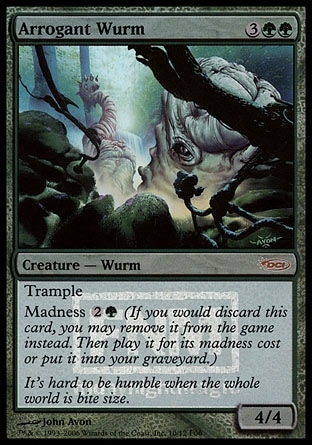 Arrogant Wurm 3
AVON
DCI
Creature — Wurm
Trample
Madness 2 (If you would discard this
card, you may remove it from the game
instead. Then play it for its madness cost
or put it into your graveyard.)
It's hard to be humble when the whole
world is bite size.
John Avon
4/4